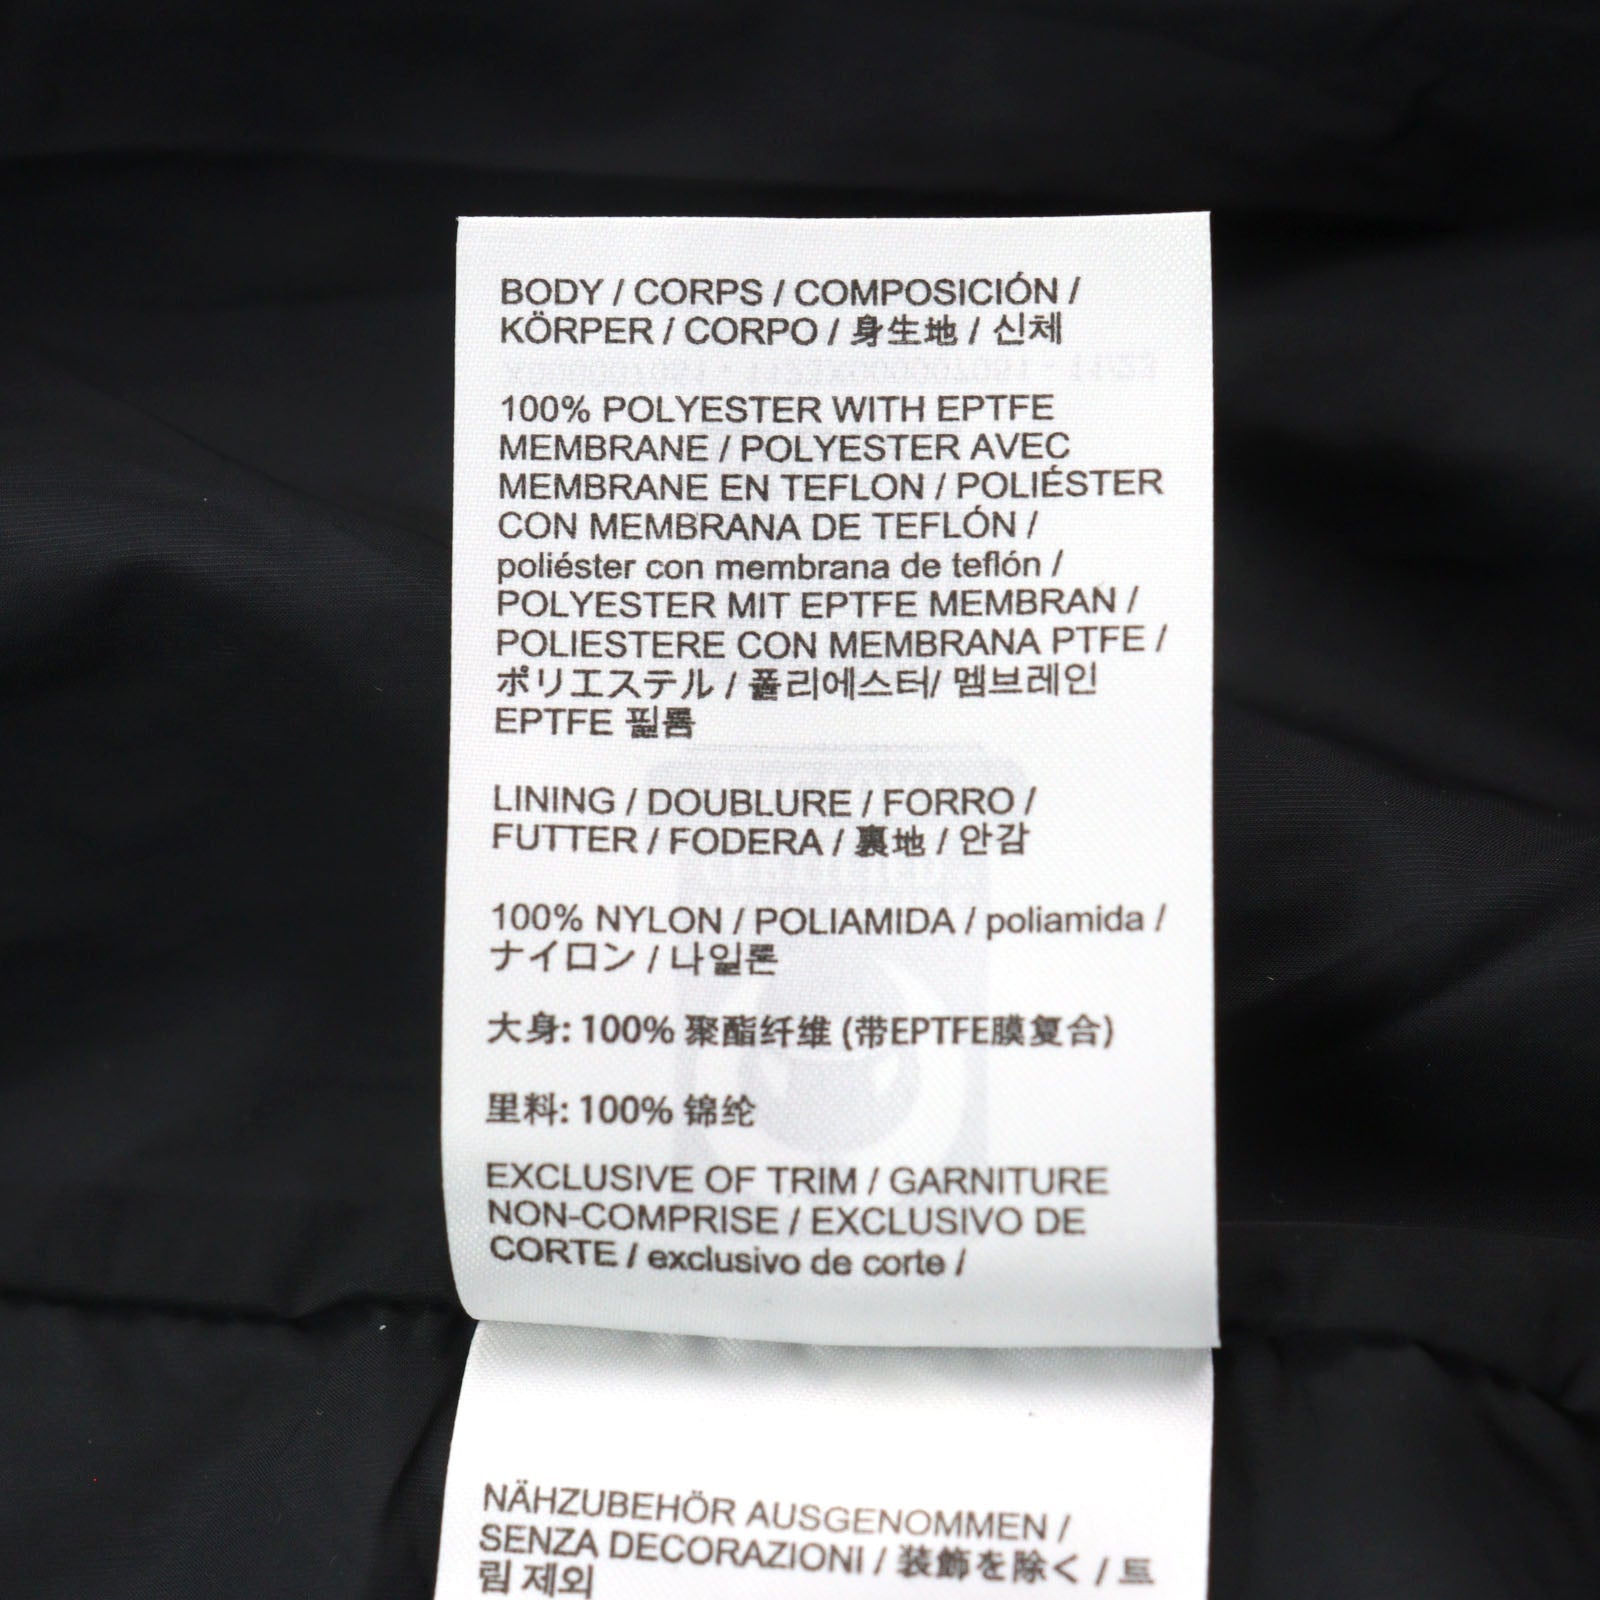 BODY / CORPS / COMPOSICIÓN /
KÖRPER / CORPO / 身生地 / 신체
100% POLYESTER WITH EPTFE
MEMBRANE / POLYESTER AVEC
MEMBRANE EN TEFLON / POLIÉSTER
CON MEMBRANA DE TEFLÓN /
poliéster con membrana de teflón /
POLYESTER MIT EPTFE MEMBRAN /
POLIESTERE CON MEMBRANA PTFE /
ポリエステル / 폴리에스터/ 멤브레인
EPTFE 필름
LINING / DOUBLURE / FORRO /
FUTTER / FODERA / 裏地 / 안감
100% NYLON / POLIAMIDA / poliamida /
ナイロン / 나일론
大身: 100% 聚酯纤维 (带EPTFE膜复合)
里料: 100% 锦纶
EXCLUSIVE OF TRIM / GARNITURE
NON-COMPRISE / EXCLUSIVO DE
CORTE / exclusivo de corte /
NÄHZUBEHÖR AUSGENOMMEN /
SENZA DECORAZIONI / 装飾を除く / 트
림 제외